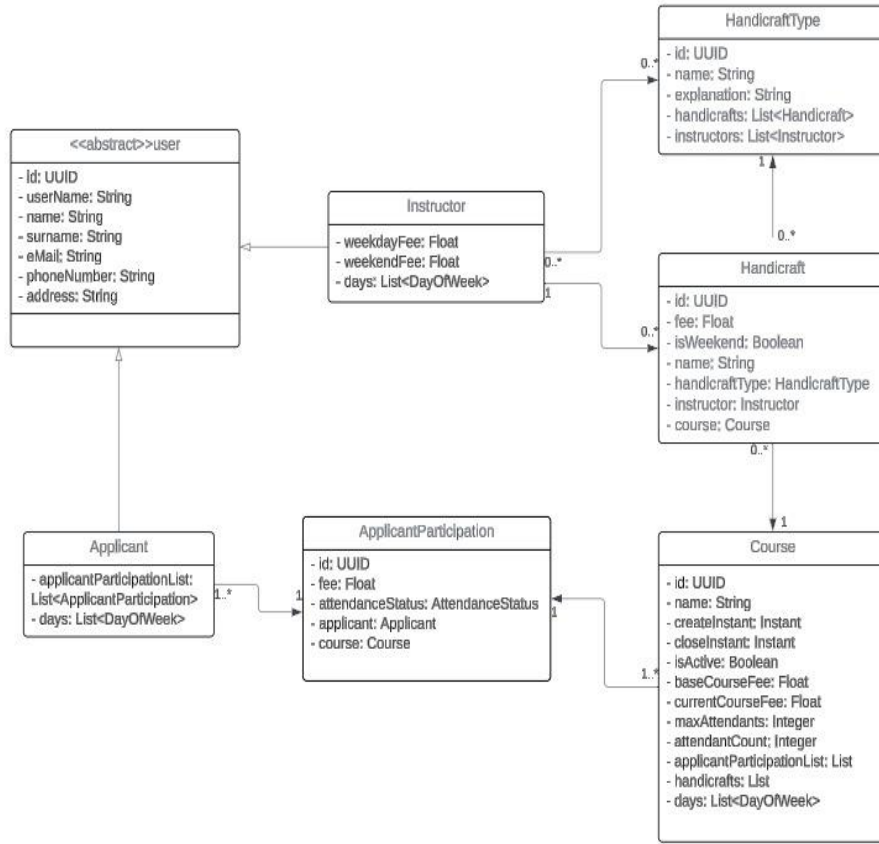 HandicraftType
- id: UUID
- name: String
- explanation: String
- handicrafts: List<Handicraft>
- instructors: List<Instructor>
0..*
1
0..*
<<abstract>>user
- id: UUID
- userName: String
- name: String
- surname: String
- eMail: String
- phoneNumber: String
- address: String
Instructor
- weekdayFee: Float
- weekendFee: Float
- days: List<DayOfWeek>
0..*
1
0..*
Handicraft
- id: UUID
- fee: Float
- isWeekend: Boolean
- name: String
- handicraftType: HandicraftType
- instructor: Instructor
- course: Course
0..*
1
Applicant
- applicantParticipationList:
List<ApplicantParticipation>
- days: List<DayOfWeek>
1..*
1
ApplicantParticipation
- id: UUID
- fee: Float
- attendanceStatus: AttendanceStatus
- applicant: Applicant
- course: Course
1
1..*
Course
- id: UUID
- name: String
- createInstant: Instant
- closeInstant: Instant
- isActive: Boolean
- baseCourseFee: Float
- currentCourseFee: Float
- maxAttendants: Integer
- attendantCount: Integer
- applicantParticipationList: List
- handicrafts: List
- days: List<DayOfWeek>